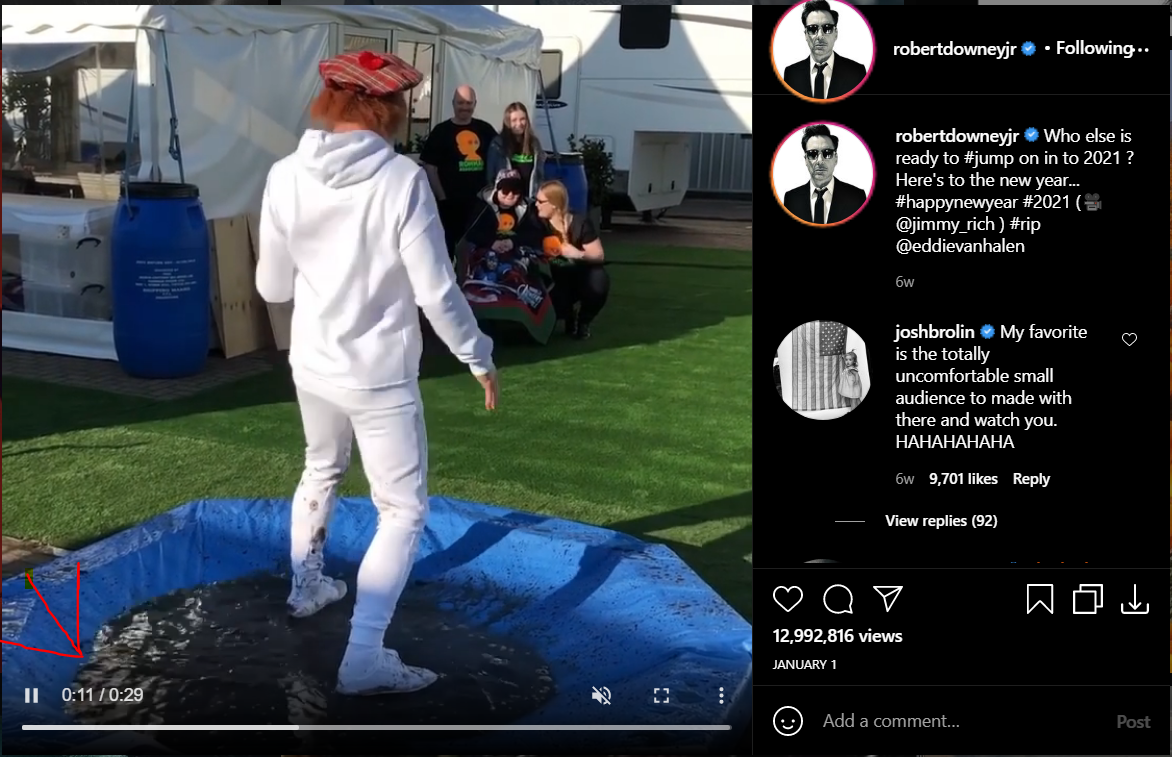 robertdowneyjr • Following...
robertdowneyjr Who else is
ready to #jump on in to 2021 ?
Here's to the new year...
#happynewyear #2021 (
@jimmy_rich ) #rip
@eddievanhalen
6w
joshbrolin My favorite
is the totally
uncomfortable small
audience to made with
there and watch you.
HAHAHAHAHA
6w 9,701 likes Reply
View replies (92)
12,992,816 views
JANUARY 1
0:11 / 0:29
Add a comment... Post